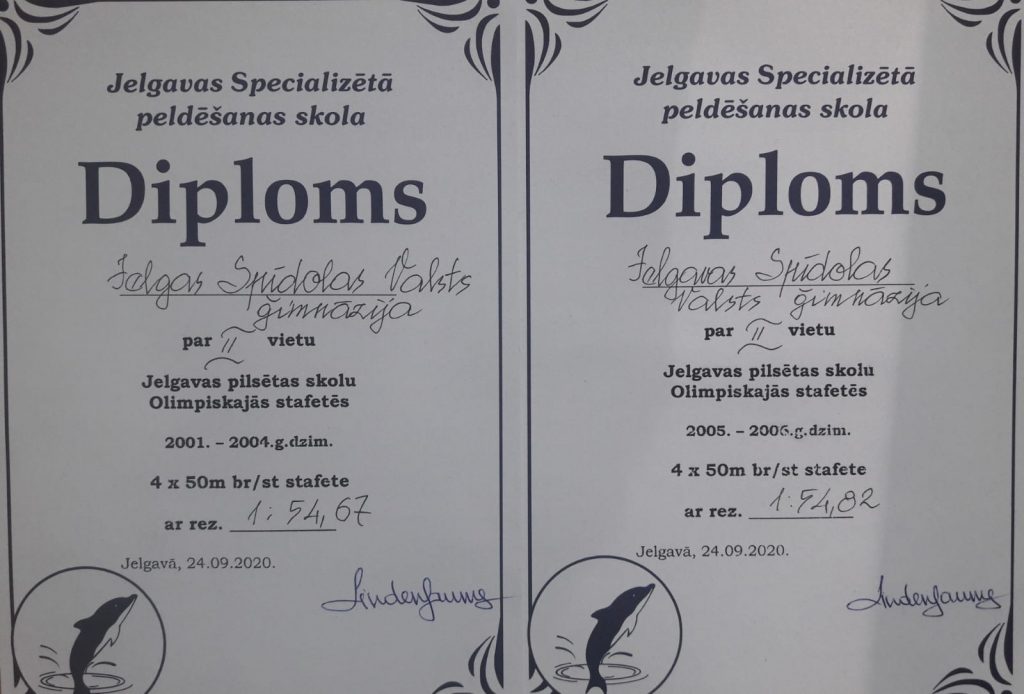 Jelgavas Specializētā
peldēšanas skola
Diploms
Jelgas Spīdolas Valsts
ģimnāzija
par II vietu
Jelgavas pilsētas skolu
Olimpiskajās stafetēs
2001. – 2004.g.dzim.
4 x 50m br/st stafete
ar rez. 1:54,67
Jelgavā, 24.09.2020.
Jelgavas Specializētā
peldēšanas skola
Diploms
Jelgavas Spīdolas
Valsts ģimnāzija
par II vietu
Jelgavas pilsētas skolu
Olimpiskajās stafetēs
2005. – 2006.g.dzim.
4 x 50m br/st stafete
ar rez. 1:54,82
Jelgavā, 24.09.2020.